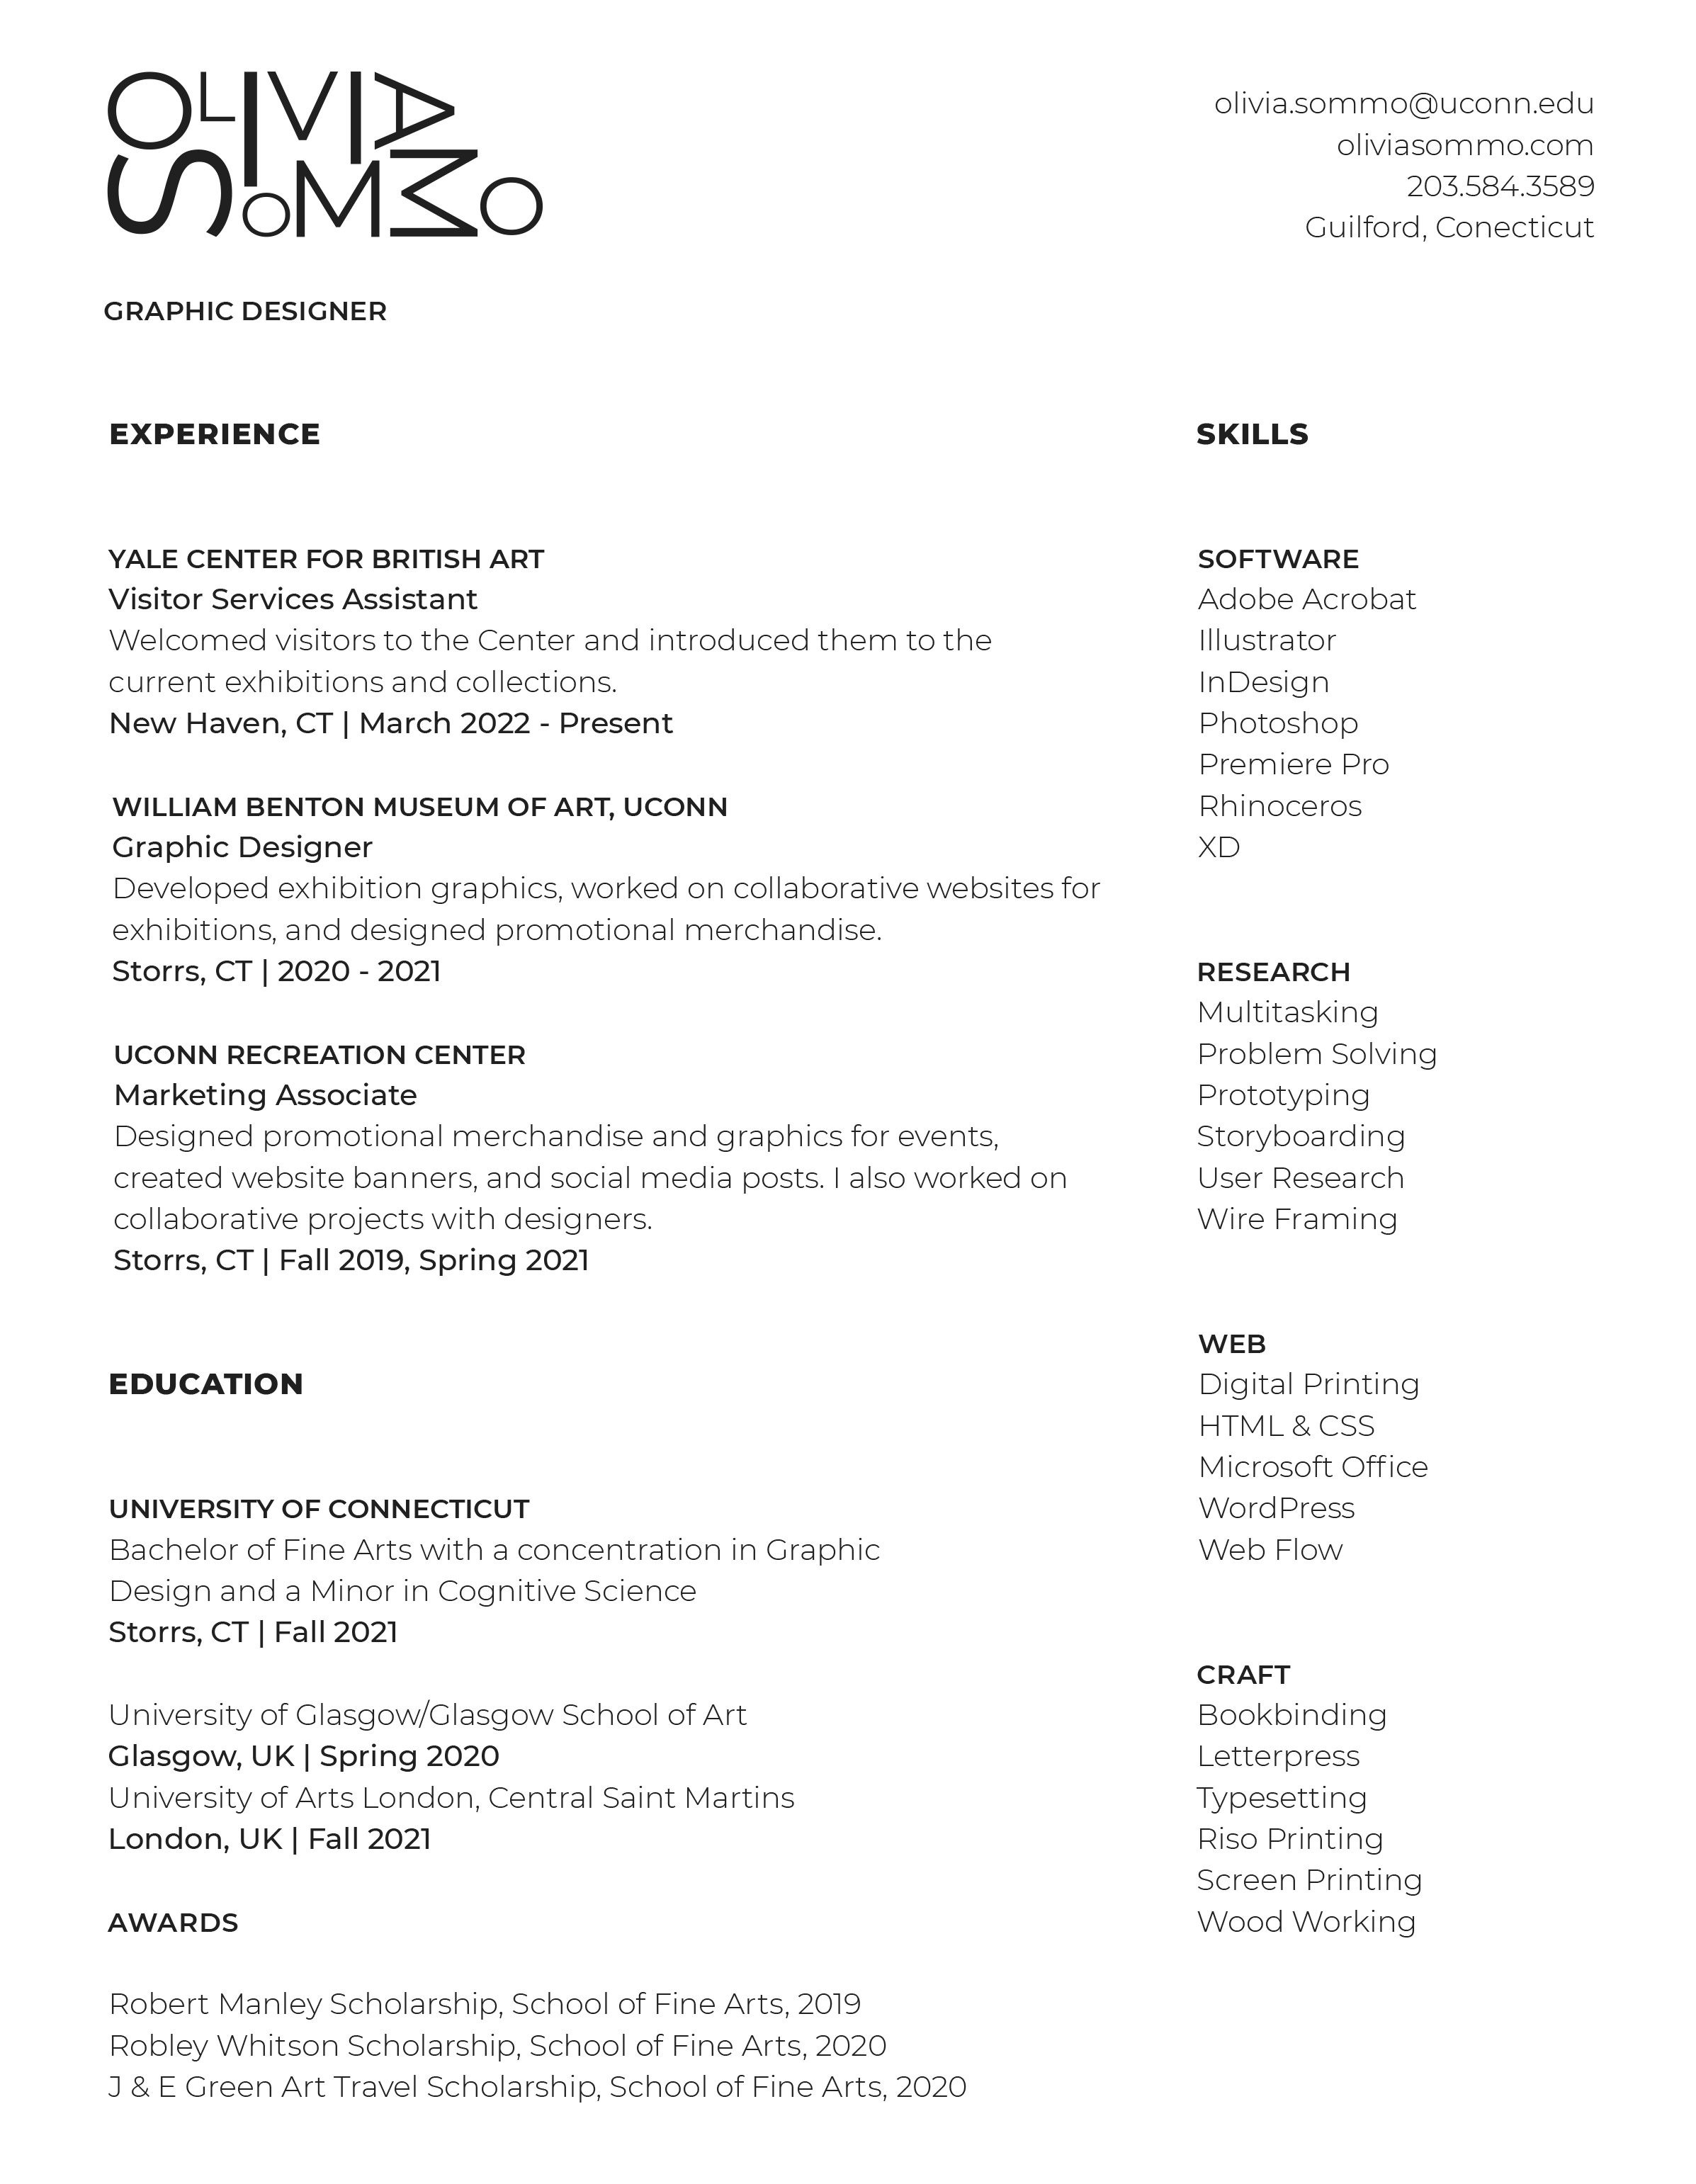 OLIVIA
SOMMO
olivia.sommo@uconn.edu
oliviasommo.com
203.584.3589
Guilford, Conecticut
GRAPHIC DESIGNER
EXPERIENCE
YALE CENTER FOR BRITISH ART
Visitor Services Assistant
Welcomed visitors to the Center and introduced them to the
current exhibitions and collections.
New Haven, CT | March 2022 - Present
WILLIAM BENTON MUSEUM OF ART, UCONN
Graphic Designer
Developed exhibition graphics, worked on collaborative websites for
exhibitions, and designed promotional merchandise.
Storrs, CT | 2020 - 2021
UCONN RECREATION CENTER
Marketing Associate
Designed promotional merchandise and graphics for events,
created website banners, and social media posts. I also worked on
collaborative projects with designers.
Storrs, CT | Fall 2019, Spring 2021
EDUCATION
UNIVERSITY OF CONNECTICUT
Bachelor of Fine Arts with a concentration in Graphic
Design and a Minor in Cognitive Science
Storrs, CT | Fall 2021
University of Glasgow/Glasgow School of Art
Glasgow, UK | Spring 2020
University of Arts London, Central Saint Martins
London, UK | Fall 2021
AWARDS
Robert Manley Scholarship, School of Fine Arts, 2019
Robley Whitson Scholarship, School of Fine Arts, 2020
J & E Green Art Travel Scholarship, School of Fine Arts, 2020
SKILLS
SOFTWARE
Adobe Acrobat
Illustrator
InDesign
Photoshop
Premiere Pro
Rhinoceros
XD
RESEARCH
Multitasking
Problem Solving
Prototyping
Storyboarding
User Research
Wire Framing
WEB
Digital Printing
HTML & CSS
Microsoft Office
WordPress
Web Flow
CRAFT
Bookbinding
Letterpress
Typesetting
Riso Printing
Screen Printing
Wood Working